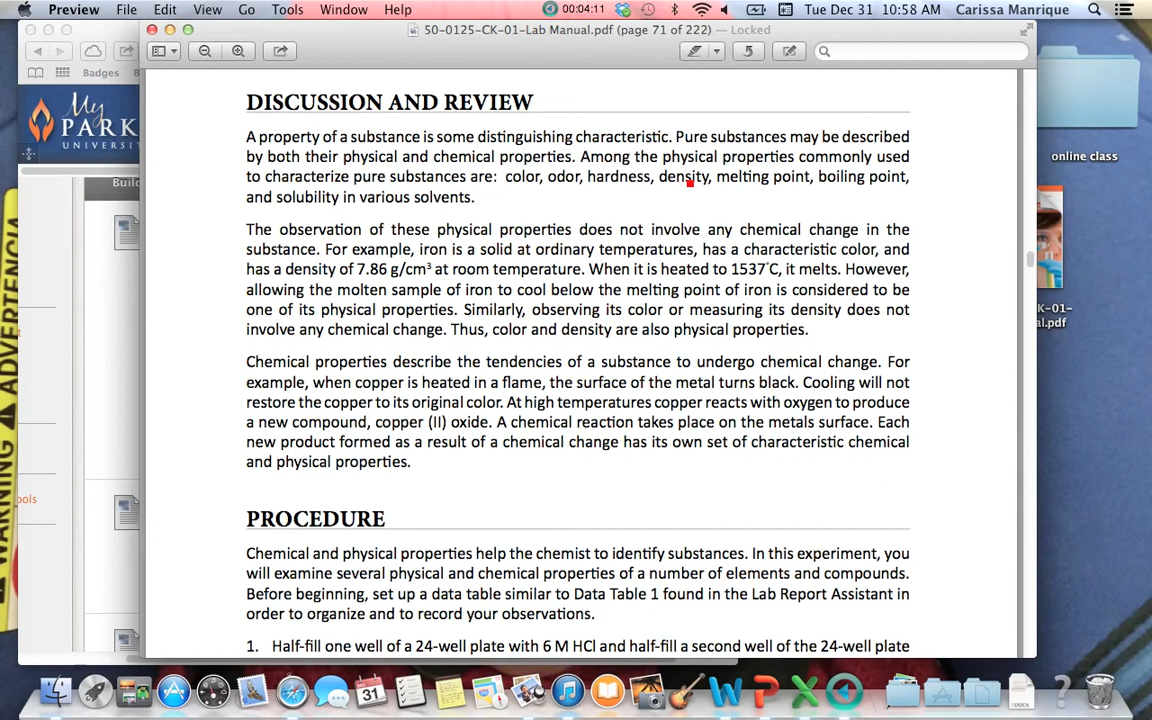 Preview File Edit View Go Tools Window Help 00:04:11 Tue Dec 31 10:58 AM Carissa Manrique
50-0125-CK-01-Lab Manual.pdf (page 71 of 222) — Locked
5
Badges
My
PARK
UNIVERSITY
Build
ools
WARNING
ADVERTENCIA
online class
K-01-
al.pdf
DISCUSSION AND REVIEW
A property of a substance is some distinguishing characteristic. Pure substances may be described
by both their physical and chemical properties. Among the physical properties commonly used
to characterize pure substances are: color, odor, hardness, density, melting point, boiling point,
and solubility in various solvents.
The observation of these physical properties does not involve any chemical change in the
substance. For example, iron is a solid at ordinary temperatures, has a characteristic color, and
has a density of 7.86 g/cm³ at room temperature. When it is heated to 1537°C, it melts. However,
allowing the molten sample of iron to cool below the melting point of iron is considered to be
one of its physical properties. Similarly, observing its color or measuring its density does not
involve any chemical change. Thus, color and density are also physical properties.
Chemical properties describe the tendencies of a substance to undergo chemical change. For
example, when copper is heated in a flame, the surface of the metal turns black. Cooling will not
restore the copper to its original color. At high temperatures copper reacts with oxygen to produce
a new compound, copper (II) oxide. A chemical reaction takes place on the metals surface. Each
new product formed as a result of a chemical change has its own set of characteristic chemical
and physical properties.
PROCEDURE
Chemical and physical properties help the chemist to identify substances. In this experiment, you
will examine several physical and chemical properties of a number of elements and compounds.
Before beginning, set up a data table similar to Data Table 1 found in the Lab Report Assistant in
order to organize and to record your observations.
1. Half-fill one well of a 24-well plate with 6 M HCl and half-fill a second well of the 24-well plate
31
DOCX